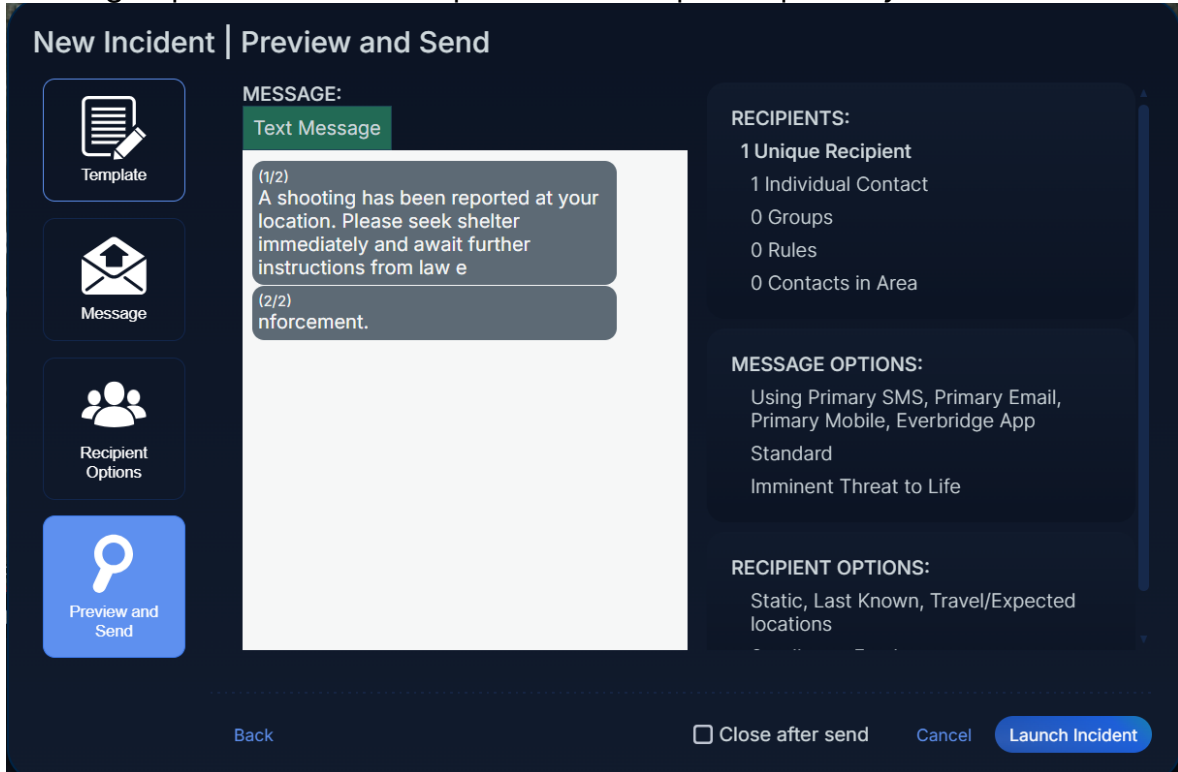 New Incident | Preview and Send
Template
Message
Recipient
Options
Preview and
Send
MESSAGE:
Text Message
(1/2)
A shooting has been reported at your
location. Please seek shelter
immediately and await further
instructions from law e
(2/2)
nforcement.
RECIPIENTS:
1 Unique Recipient
1 Individual Contact
0 Groups
0 Rules
0 Contacts in Area
MESSAGE OPTIONS:
Using Primary SMS, Primary Email,
Primary Mobile, Everbridge App
Standard
Imminent Threat to Life
RECIPIENT OPTIONS:
Static, Last Known, Travel/Expected
locations
Back
Close after send
Cancel
Launch Incident